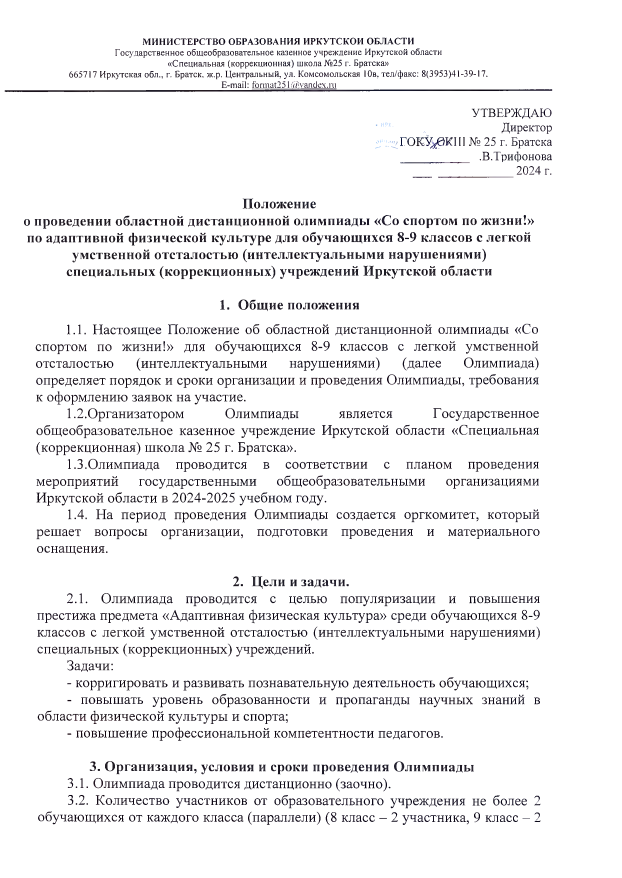 МИНИСТЕРСТВО ОБРАЗОВАНИЯ ИРКУТСКОЙ ОБЛАСТИ
Государственное общеобразовательное казенное учреждение Иркутской области
«Специальная (коррекционная) школа №25 г. Братска»
665717 Иркутская обл., г. Братск, ж.р. Центральный, ул. Комсомольская 10в, тел/факс: 8(3953)41-39-17.
E-mail: format251@yandex.ru
УТВЕРЖДАЮ
Директор
ГОКУ СКШ № 25 г. Братска
.В.Трифонова
2024 г.
Положение
о проведении областной дистанционной олимпиады «Со спортом по жизни!»
по адаптивной физической культуре для обучающихся 8-9 классов с легкой
умственной отсталостью (интеллектуальными нарушениями)
специальных (коррекционных) учреждений Иркутской области
1. Общие положения
1.1. Настоящее Положение об областной дистанционной олимпиады «Со
спортом по жизни!» для обучающихся 8-9 классов с легкой умственной
отсталостью (интеллектуальными нарушениями) (далее Олимпиада)
определяет порядок и сроки организации и проведения Олимпиады, требования
к оформлению заявок на участие.
1.2.Организатором Олимпиады является Государственное
общеобразовательное казенное учреждение Иркутской области «Специальная
(коррекционная) школа № 25 г. Братска».
1.3.Олимпиада проводится в соответствии с планом проведения
мероприятий государственными общеобразовательными организациями
Иркутской области в 2024-2025 учебном году.
1.4. На период проведения Олимпиады создается оргкомитет, который
решает вопросы организации, подготовки проведения и материального
оснащения.
2. Цели и задачи.
2.1. Олимпиада проводится с целью популяризации и повышения
престижа предмета «Адаптивная физическая культура» среди обучающихся 8-9
классов с легкой умственной отсталостью (интеллектуальными нарушениями)
специальных (коррекционных) учреждений.
Задачи:
- корригировать и развивать познавательную деятельность обучающихся;
- повышать уровень образованности и пропаганды научных знаний в
области физической культуры и спорта;
- повышение профессиональной компетентности педагогов.
3. Организация, условия и сроки проведения Олимпиады
3.1. Олимпиада проводится дистанционно (заочно).
3.2. Количество участников от образовательного учреждения не более 2
обучающихся от каждого класса (параллели) (8 класс – 2 участника, 9 класс – 2